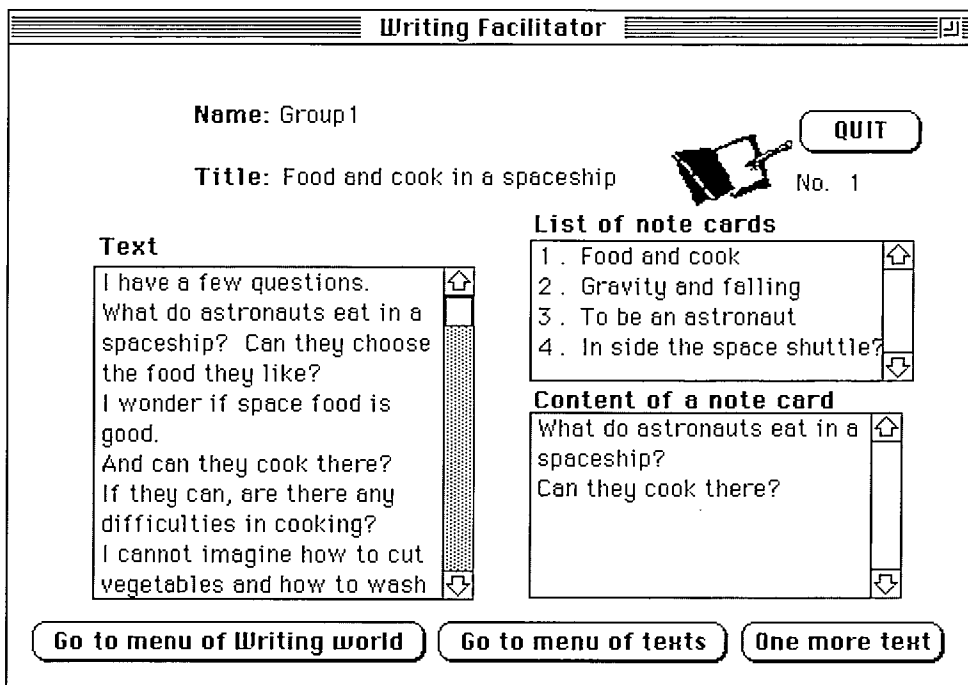 Writing Facilitator
Name: Group1
QUIT
Title: Food and cook in a spaceship
No. 1
Text
I have a few questions.
What do astronauts eat in a
spaceship? Can they choose
the food they like?
I wonder if space food is
good.
And can they cook there?
If they can, are there any
difficulties in cooking?
I cannot imagine how to cut
vegetables and how to wash
List of note cards
1. Food and cook
2. Gravity and falling
3. To be an astronaut
4. In side the space shuttle?
Content of a note card
What do astronauts eat in a
spaceship?
Can they cook there?
Go to menu of Writing world
Go to menu of texts
One more text